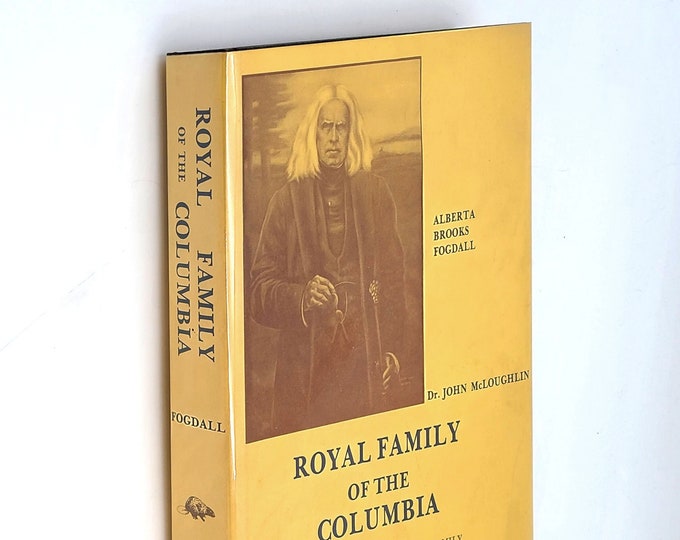 ROYAL FAMILY
OF THE
COLUMBIA
FOGDALL
ALBERTA
BROOKS
FOGDALL
Dr. JOHN McLOUGHLIN
ROYAL FAMILY
OF THE
COLUMBIA